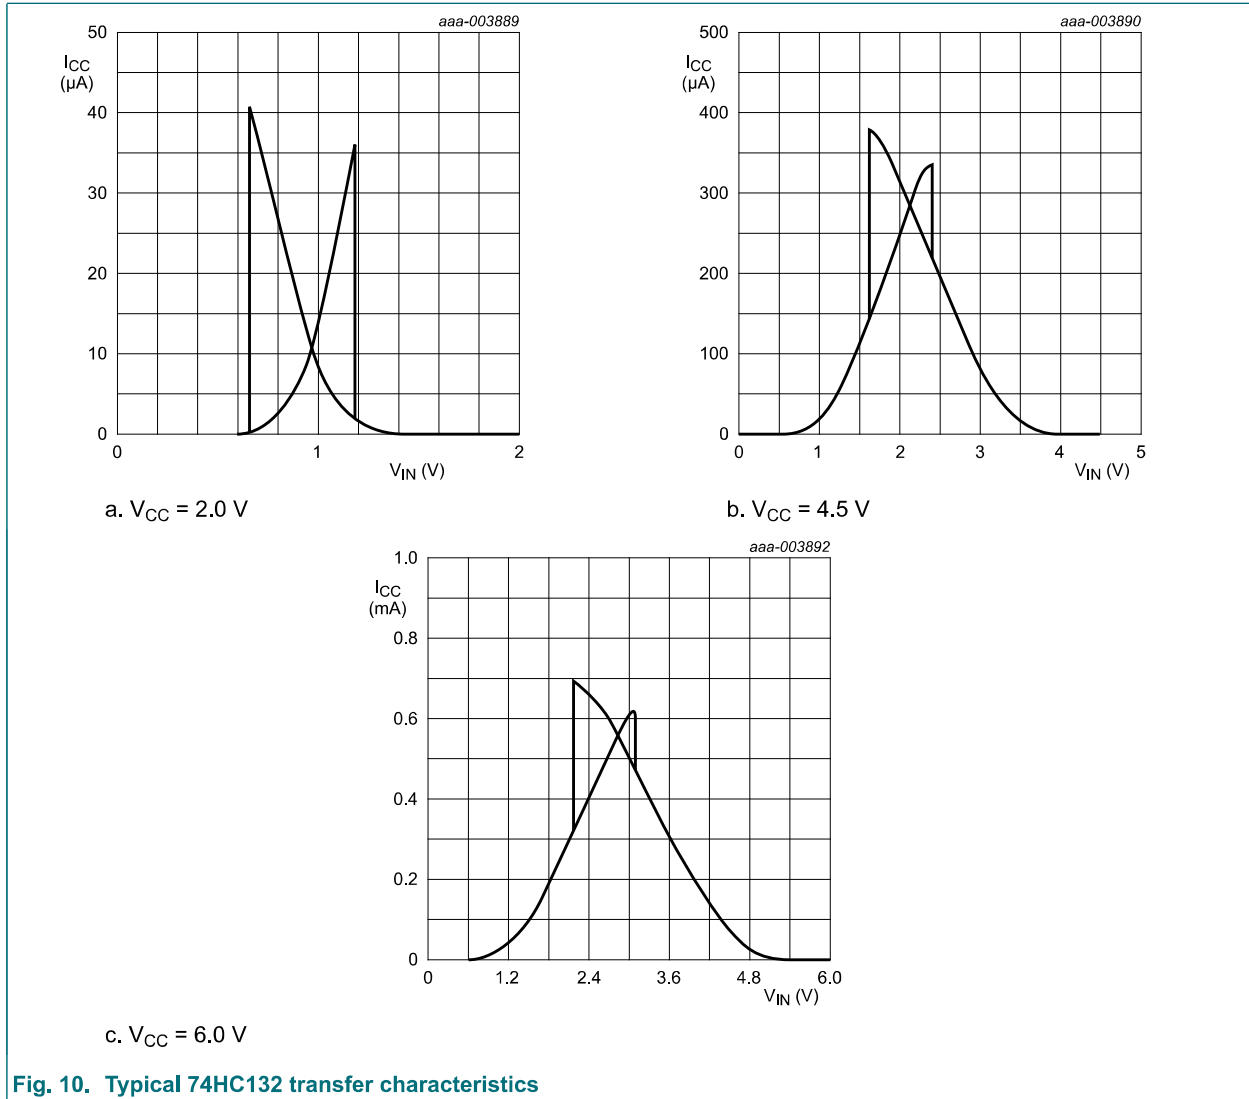 aaa-003889
50
ICC
(µA)
40
30
20
10
0
0
1
2
VIN (V)
a. VCC = 2.0 V
aaa-003890
500
ICC
(µA)
400
300
200
100
0
0
1
2
3
4
5
VIN (V)
b. VCC = 4.5 V
aaa-003892
1.0
ICC
(mA)
0.8
0.6
0.4
0.2
0
0
1.2
2.4
3.6
4.8
6.0
VIN (V)
c. VCC = 6.0 V
Fig. 10. Typical 74HC132 transfer characteristics